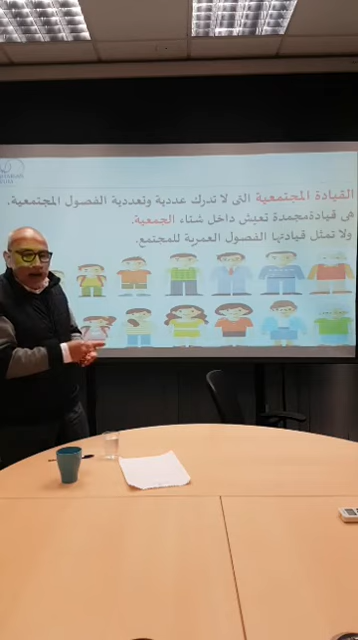 القيادة المجتمعية التى لا تدرك عددية وتعددية الفصول المجتمعية.
هى قيادةمجمدة تعيش داخل شتاء الجمعية.
ولا تمثل قيادتها الفصول العمرية للمجتمع.